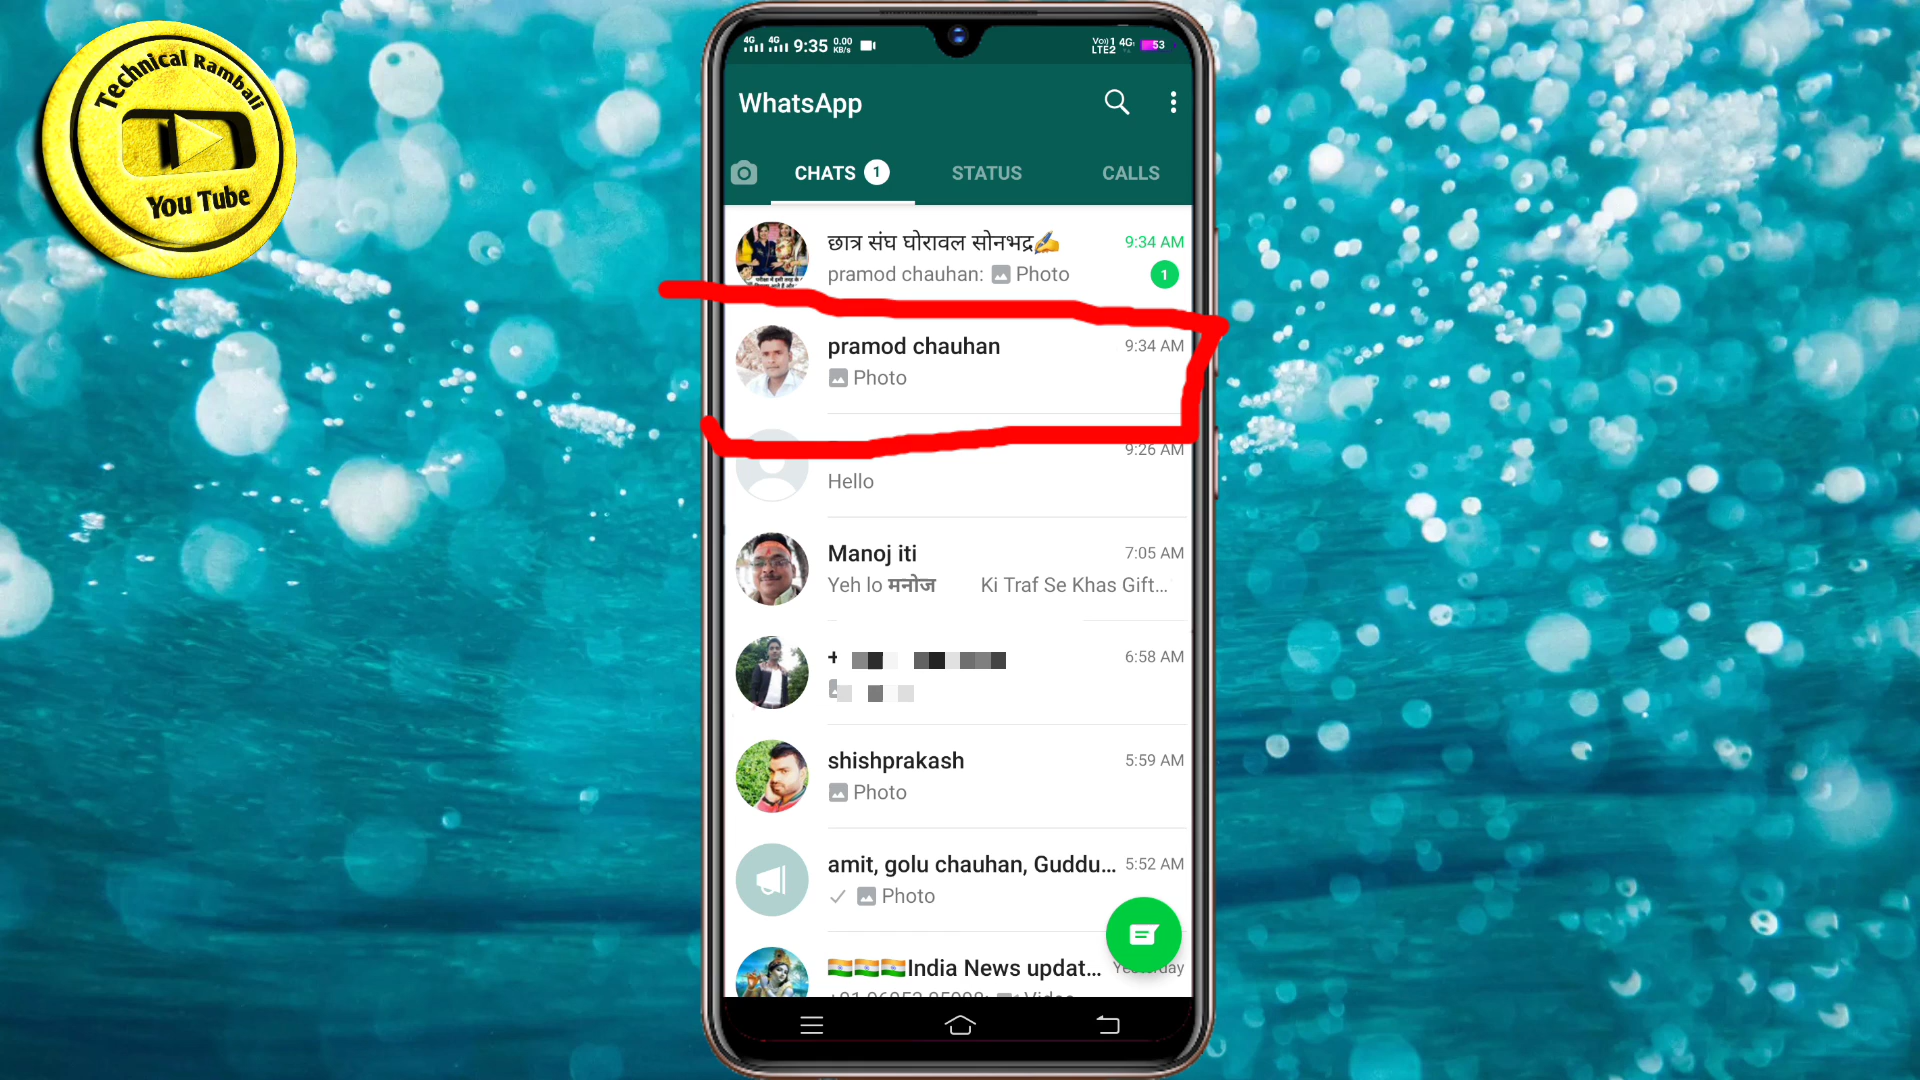 Technical Rambali
You Tube
4G 4G 9:35 0.00 KB/s
Vo)) 1 4G LTE2 53
WhatsApp
CHATS 1 STATUS CALLS
छात्र संघ घोरावल सोनभद्र✍ 9:34 AM
pramod chauhan: Photo 1
pramod chauhan 9:34 AM
Photo
9:26 AM
Hello
Manoj iti 7:05 AM
Yeh lo मनोज Ki Traf Se Khas Gift...
+ 6:58 AM
shishprakash 5:59 AM
Photo
amit, golu chauhan, Guddu... 5:52 AM
✓ Photo
🇮🇳🇮🇳🇮🇳India News updat... Yesterday
Video